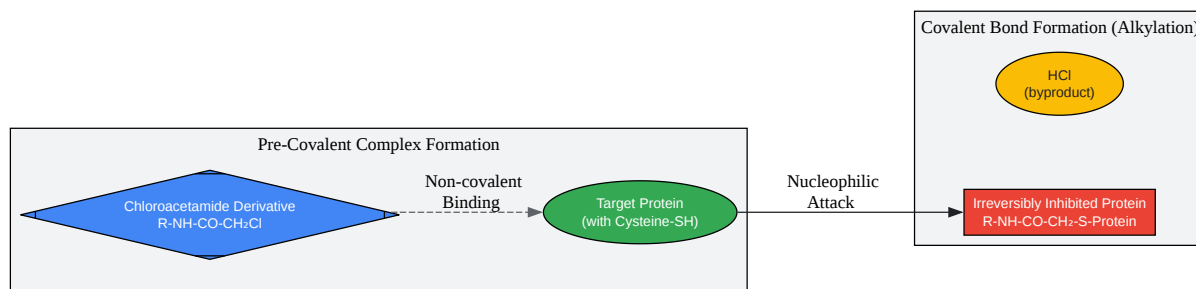 Pre-Covalent Complex Formation
Chloroacetamide Derivative
R-NH-CO-CH₂Cl
Non-covalent
Binding
Target Protein
(with Cysteine-SH)
Nucleophilic
Attack
Covalent Bond Formation (Alkylation)
HCl
(byproduct)
Irreversibly Inhibited Protein
R-NH-CO-CH₂-S-Protein